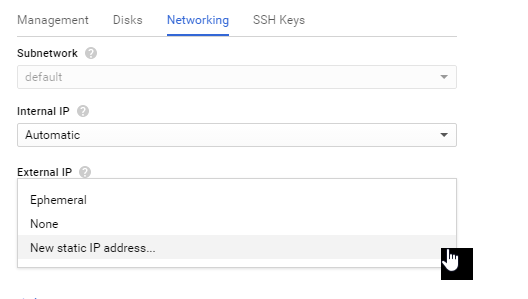 Management Disks Networking SSH Keys
Subnetwork ?
default
Internal IP ?
Automatic
External IP ?
Ephemeral
None
New static IP address...